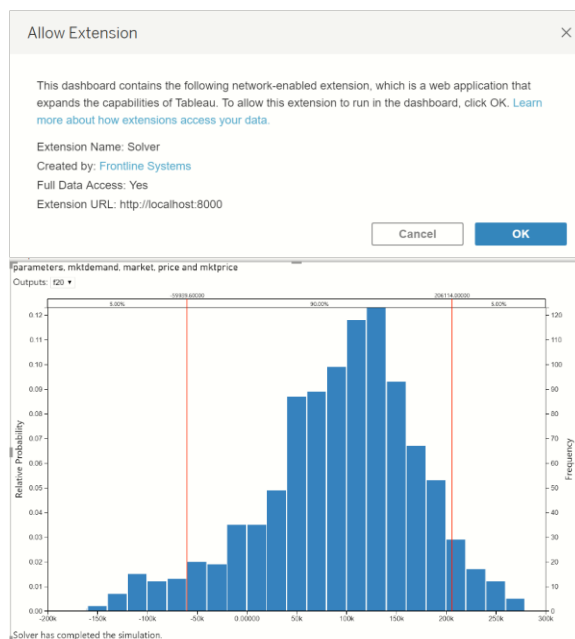 Allow Extension
This dashboard contains the following network-enabled extension, which is a web application that
expands the capabilities of Tableau. To allow this extension to run in the dashboard, click OK. Learn
more about how extensions access your data.
Extension Name: Solver
Created by: Frontline Systems
Full Data Access: Yes
Extension URL: http://localhost:8000
Cancel OK
parameters, mktdemand, market, price and mktprice
Outputs: f20
-59939.60000 206114.00000
5.00% 90.00% 5.00%
0.12 120
0.11 110
0.10 100
0.09 90
0.08 80
0.07 70
0.06 60
0.05 50
0.04 40
0.03 30
0.02 20
0.01 10
0.00 0
Relative Probability
Frequency
-200k -150k -100k -50k 0.00000 50k 100k 150k 200k 250k 300k
Solver has completed the simulation.